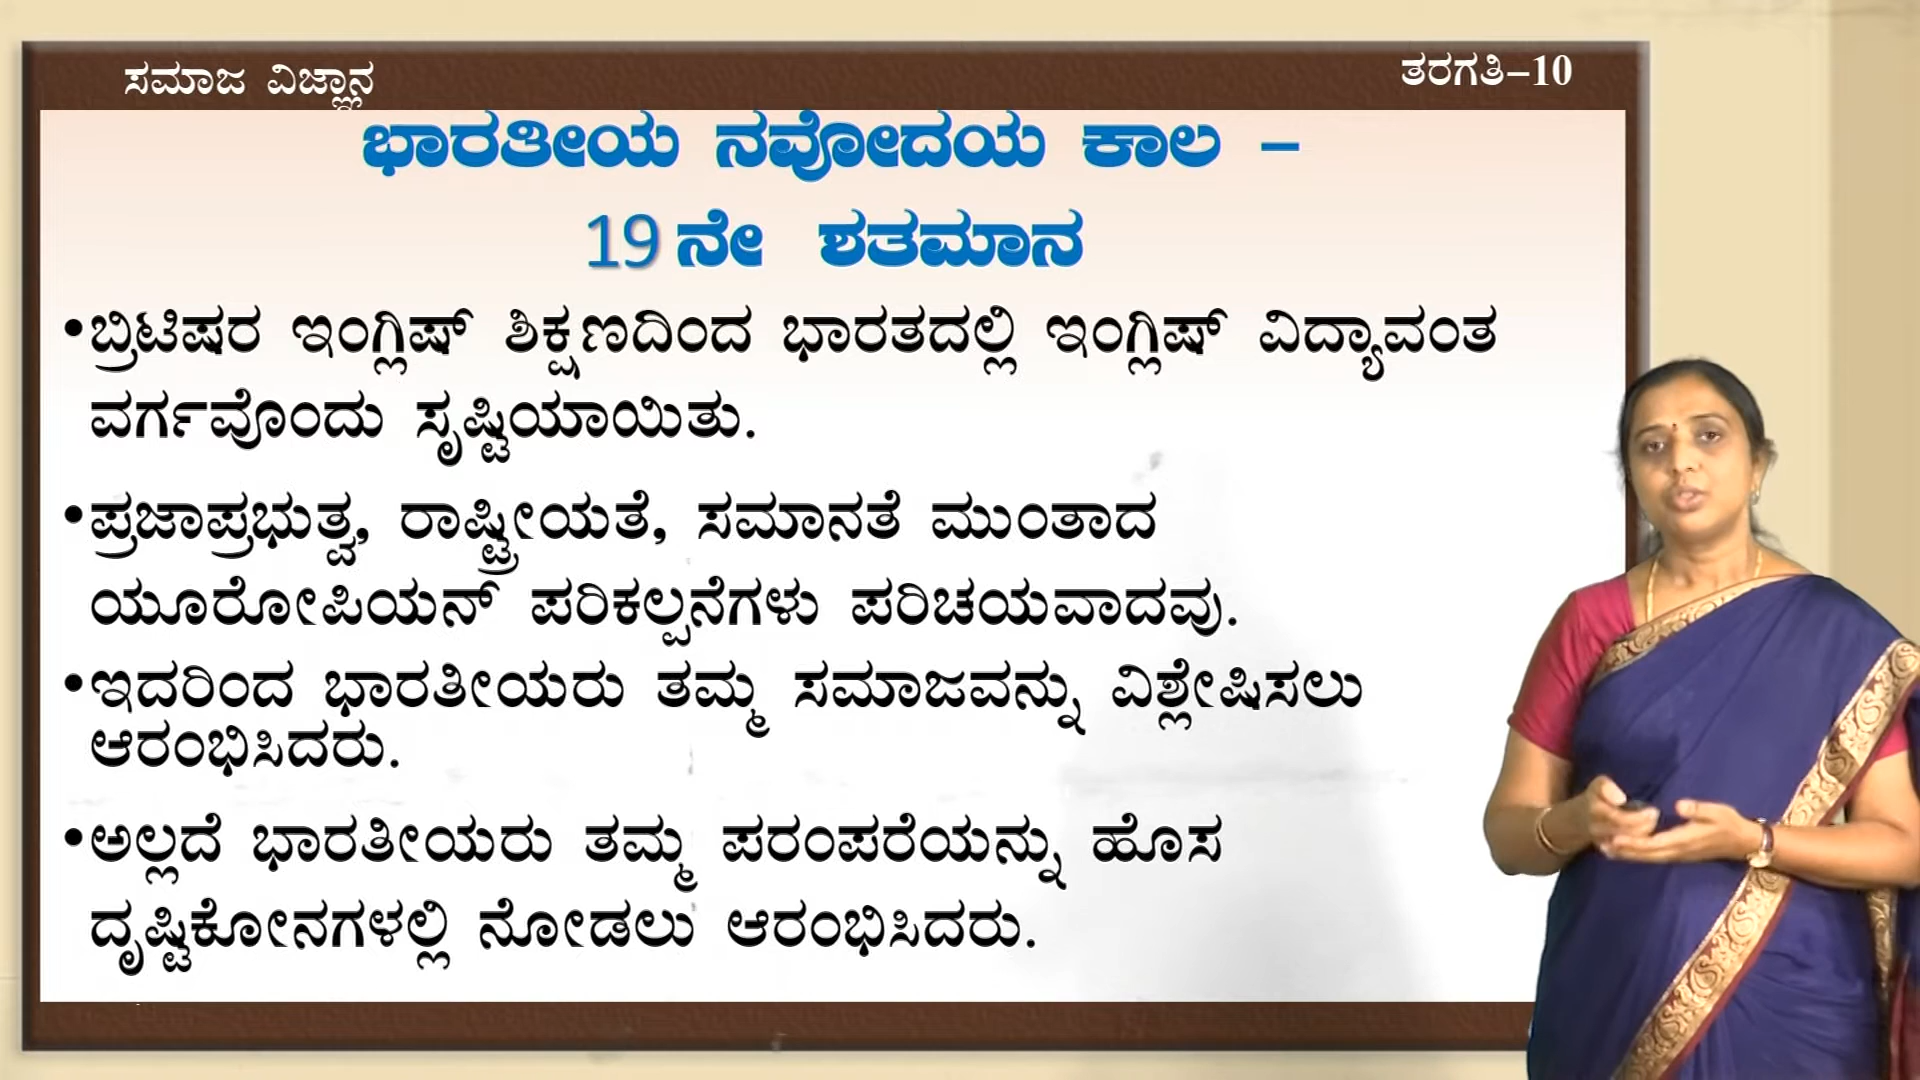 ಸಮಾಜ ವಿಜ್ಞಾನ
ತರಗತಿ–10
ಭಾರತೀಯ ನವೋದಯ ಕಾಲ –
19 ನೇ ಶತಮಾನ
•ಬ್ರಿಟಿಷರ ಇಂಗ್ಲಿಷ್ ಶಿಕ್ಷಣದಿಂದ ಭಾರತದಲ್ಲಿ ಇಂಗ್ಲಿಷ್ ವಿದ್ಯಾವಂತ
ವರ್ಗವೊಂದು ಸೃಷ್ಟಿಯಾಯಿತು.
•ಪ್ರಜಾಪ್ರಭುತ್ವ, ರಾಷ್ಟ್ರೀಯತೆ, ಸಮಾನತೆ ಮುಂತಾದ
ಯೂರೋಪಿಯನ್ ಪರಿಕಲ್ಪನೆಗಳು ಪರಿಚಯವಾದವು.
•ಇದರಿಂದ ಭಾರತೀಯರು ತಮ್ಮ ಸಮಾಜವನ್ನು ವಿಶ್ಲೇಷಿಸಲು
ಆರಂಭಿಸಿದರು.
•ಅಲ್ಲದೆ ಭಾರತೀಯರು ತಮ್ಮ ಪರಂಪರೆಯನ್ನು ಹೊಸ
ದೃಷ್ಟಿಕೋನಗಳಲ್ಲಿ ನೋಡಲು ಆರಂಭಿಸಿದರು.